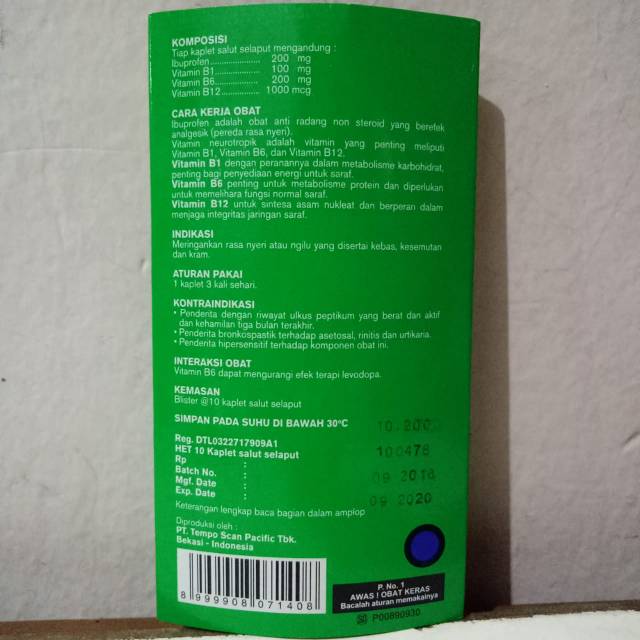 KOMPOSISI
Tiap kaplet salut selaput mengandung :
Ibuprofen..................... 200 mg
Vitamin B1................... 100 mg
Vitamin B6................... 200 mg
Vitamin B12................ 1000 mcg
CARA KERJA OBAT
Ibuprofen adalah obat anti radang non steroid yang berefek
analgesik (pereda rasa nyeri).
Vitamin neurotropik adalah vitamin yang penting meliputi
Vitamin B1, Vitamin B6, dan Vitamin B12.
Vitamin B1 dengan peranannya dalam metabolisme karbohidrat,
penting bagi penyediaan energi untuk saraf.
Vitamin B6 penting untuk metabolisme protein dan diperlukan
untuk memelihara fungsi normal saraf.
Vitamin B12 untuk sintesa asam nukleat dan berperan dalam
menjaga integritas jaringan saraf.
INDIKASI
Meringankan rasa nyeri atau ngilu yang disertai kebas, kesemutan
dan kram.
ATURAN PAKAI
1 kaplet 3 kali sehari.
KONTRAINDIKASI
• Penderita dengan riwayat ulkus peptikum yang berat dan aktif
dan kehamilan tiga bulan terakhir.
• Penderita bronkospastik terhadap asetosal, rinitis dan urtikaria.
• Penderita hipersensitif terhadap komponen obat ini.
INTERAKSI OBAT
Vitamin B6 dapat mengurangi efek terapi levodopa.
KEMASAN
Blister @10 kaplet salut selaput
SIMPAN PADA SUHU DI BAWAH 30°C
Reg. DTL0322717909A1
HET 10 Kaplet salut selaput
Rp : 10.200
Batch No. : 100478
Mfg. Date : 09 2018
Exp. Date : 09 2020
Keterangan lengkap baca bagian dalam amplop
Diproduksi oleh :
PT. Tempo Scan Pacific Tbk.
Bekasi - Indonesia
8 999908 071408
P. No. 1
AWAS ! OBAT KERAS
Bacalah aturan memakainya
P00890930